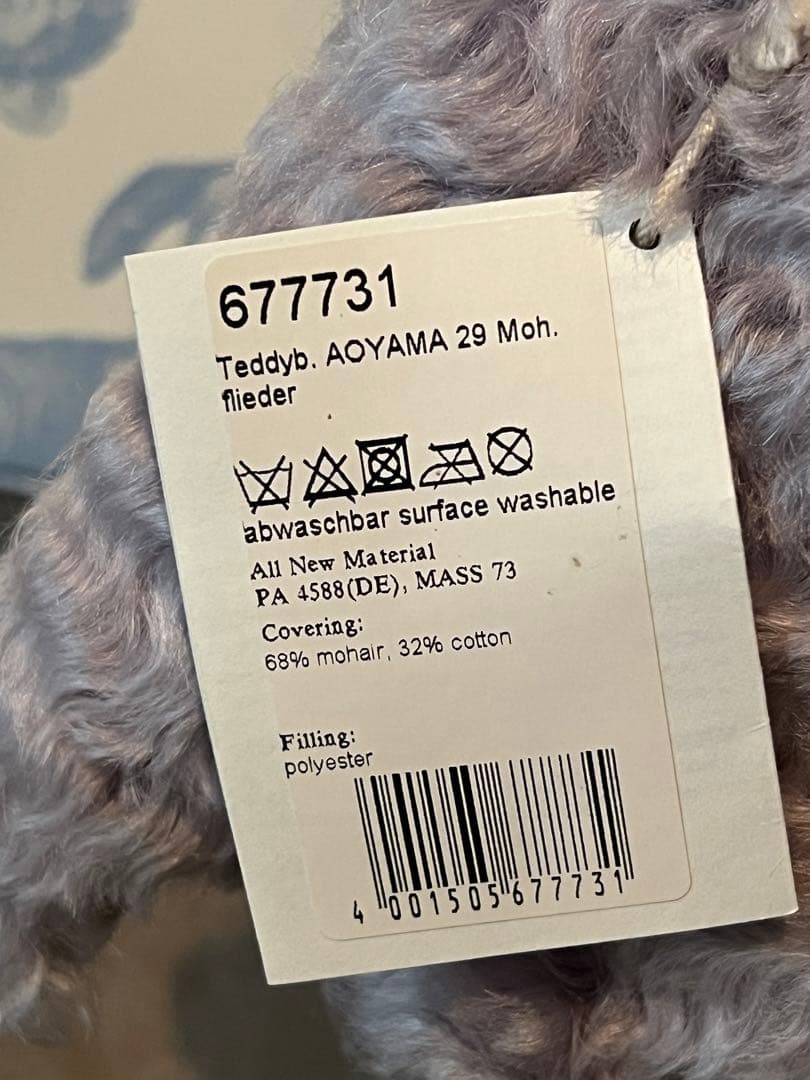 677731
Teddyb. AOYAMA 29 Moh.
flieder
abwaschbar surface washable
All New Material
PA 4588(DE), MASS 73
Covering:
68% mohair, 32% cotton
Filling:
polyester
4 001505 677731